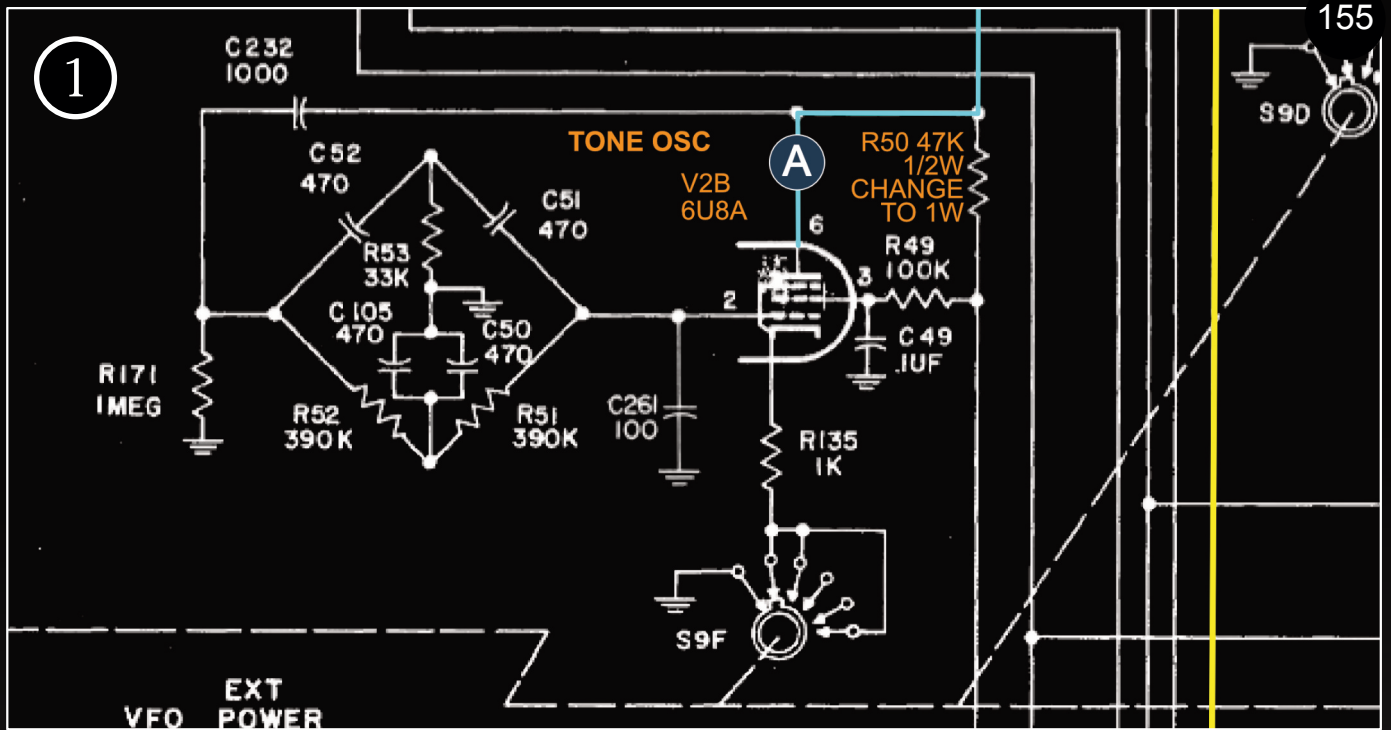 155
1
C232
1000
S9D
TONE OSC
A
R50 47K
1/2W
CHANGE
TO 1W
C52
470
V2B
6U8A
C51
470
6
R53
33K
R49
100K
3
2
C105
470
C50
470
C49
.1UF
R171
1MEG
R52
390K
R51
390K
C261
100
R135
1K
S9F
EXT
VFO POWER